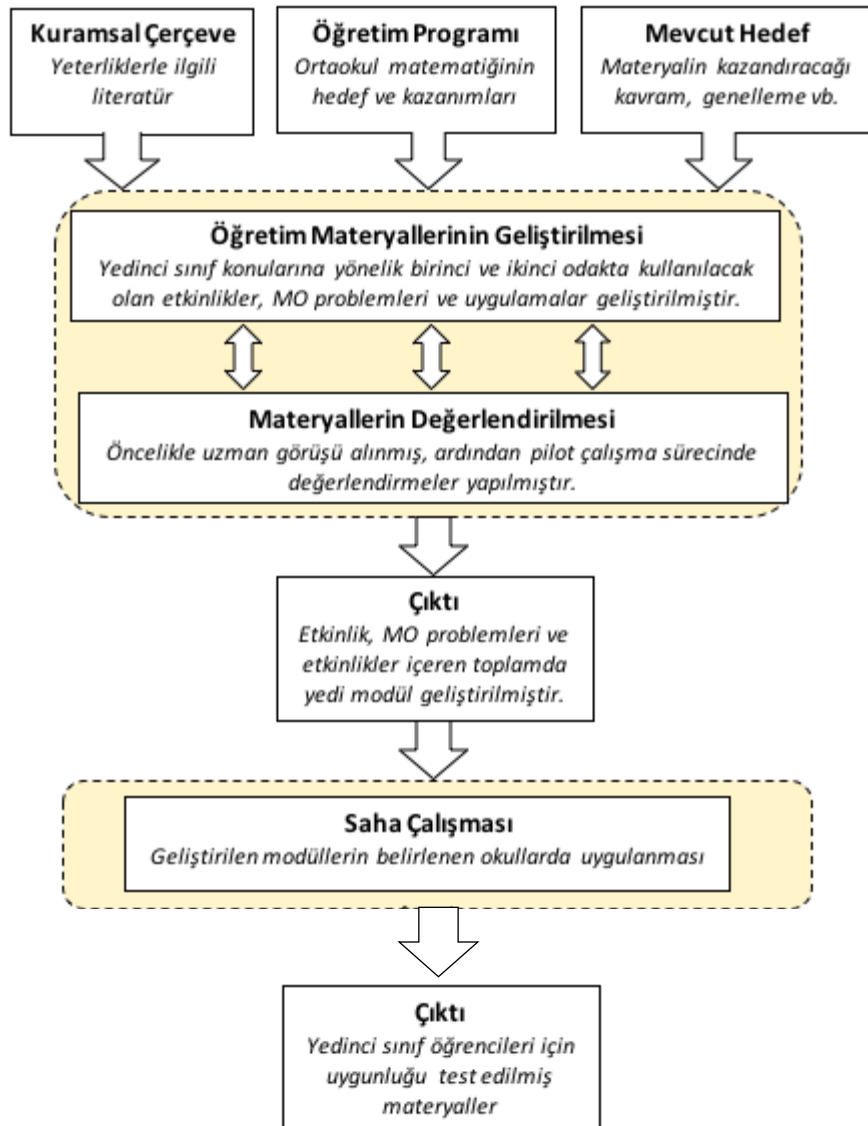 Kuramsal Çerçeve
Yeterliklerle ilgili
literatür
Öğretim Programı
Ortaokul matematiğinin
hedef ve kazanımları
Mevcut Hedef
Materyalin kazandıracağı
kavram, genelleme vb.
Öğretim Materyallerinin Geliştirilmesi
Yedinci sınıf konularına yönelik birinci ve ikinci odakta kullanılacak
olan etkinlikler, MO problemleri ve uygulamalar geliştirilmiştir.
Materyallerin Değerlendirilmesi
Öncelikle uzman görüşü alınmış, ardından pilot çalışma sürecinde
değerlendirmeler yapılmıştır.
Çıktı
Etkinlik, MO problemleri ve
etkinlikler içeren toplamda
yedi modül geliştirilmiştir.
Saha Çalışması
Geliştirilen modüllerin belirlenen okullarda uygulanması
Çıktı
Yedinci sınıf öğrencileri için
uygunluğu test edilmiş
materyaller